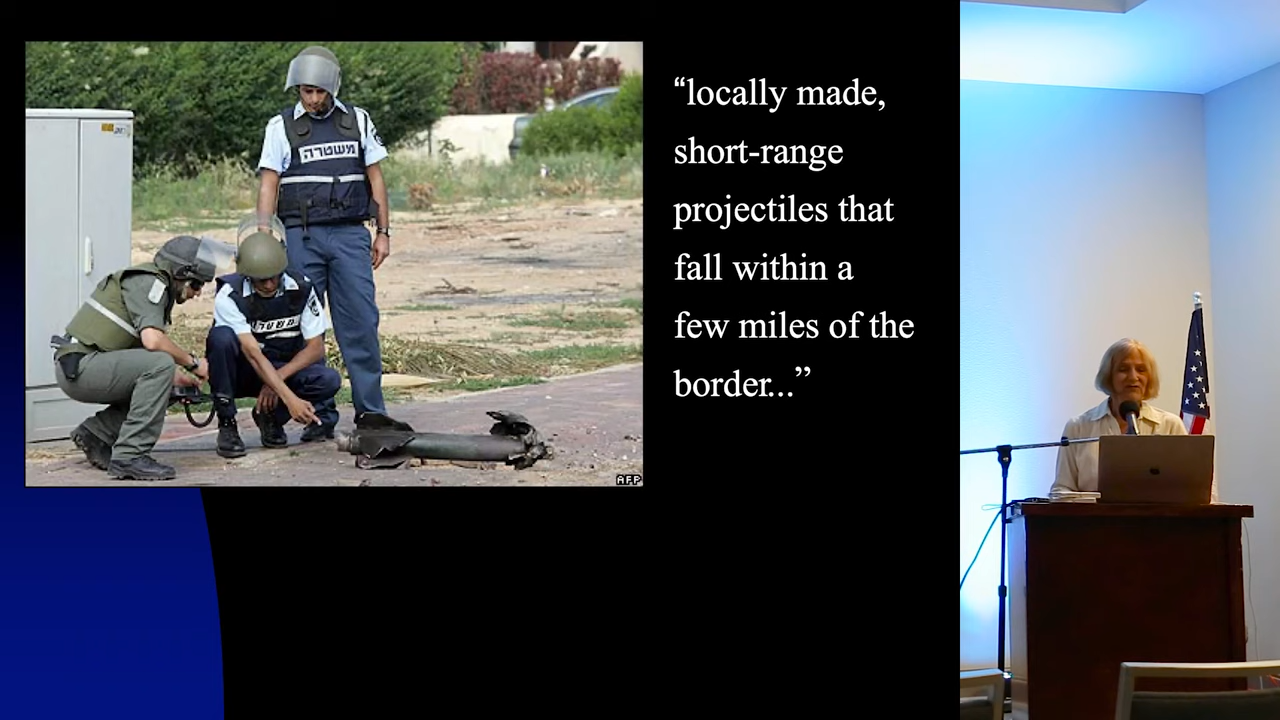 “locally made,
short-range
projectiles that
fall within a
few miles of the
border...”
משטרה
משטרה
AFP